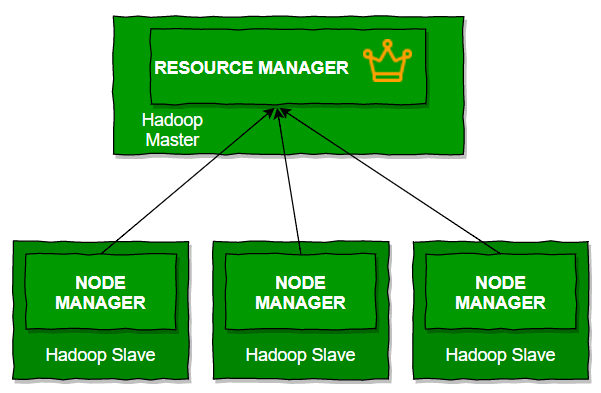 RESOURCE MANAGER
Hadoop
Master
NODE
MANAGER
Hadoop Slave
NODE
MANAGER
Hadoop Slave
NODE
MANAGER
Hadoop Slave